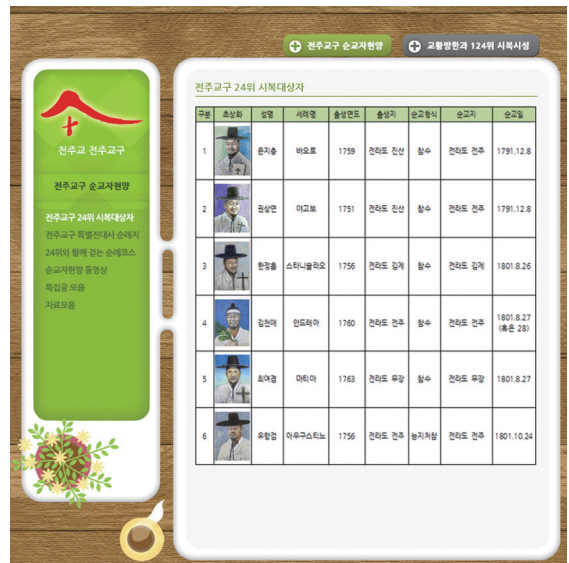 전주교구 순교자현양
교황방한과 124위 시복시성
천주교 전주교구
전주교구 순교자현양
전주교구 24위 시복대상자
전주교구 특별전대사 순례지
24위와 함께 걷는 순례코스
순교자현양 동영상
특집글 모음
자료모음
전주교구 24위 시복대상자
구분 초상화 성명 세례명 출생연도 출생지 순교형식 순교지 순교일
1 윤지충 바오로 1759 전라도 진산 참수 전라도 전주 1791.12.8
2 권상연 야고보 1751 전라도 진산 참수 전라도 전주 1791.12.8
3 한정흠 스타니슬라오 1756 전라도 김제 참수 전라도 김제 1801.8.26
4 김천애 안드레아 1760 전라도 전주 참수 전라도 전주 1801.8.27
(혹은 28)
5 최여겸 마티아 1763 전라도 무장 참수 전라도 무장 1801.8.27
6 유항검 아우구스티노 1756 전라도 전주 능지처참 전라도 전주 1801.10.24